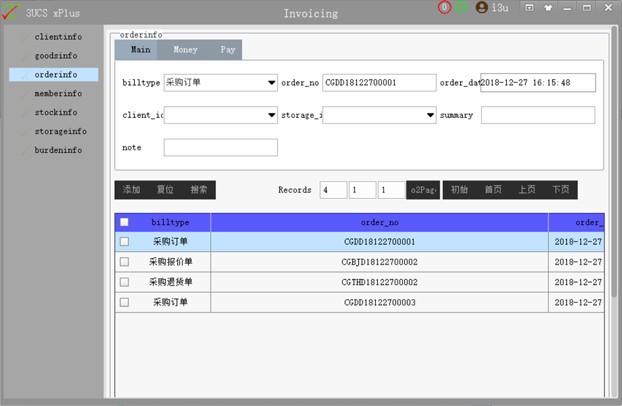 3UCS xPlus
Invoicing
0
i3u
clientinfo
goodsinfo
orderinfo
memberinfo
stockinfo
storageinfo
burdeninfo
orderinfo
Main Money Pay
billtype 采购订单 order_no CGDD18122700001 order_dat 2018-12-27 16:15:48
client_ic storage_i summary
note
添加 复位 搜索 Records 4 1 1 o2Page 初始 首页 上页 下页
billtype order_no order_
采购订单 CGDD18122700001 2018-12-27
采购报价单 CGBJD18122700002 2018-12-27
采购退货单 CGTHD18122700002 2018-12-27
采购订单 CGDD18122700003 2018-12-27